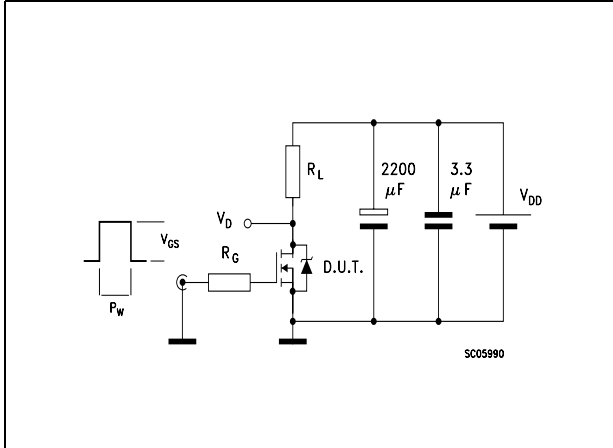 R_L
2200
μF
3.3
μF
V_DD
V_D
V_GS
R_G
D.U.T.
P_W
SC05990